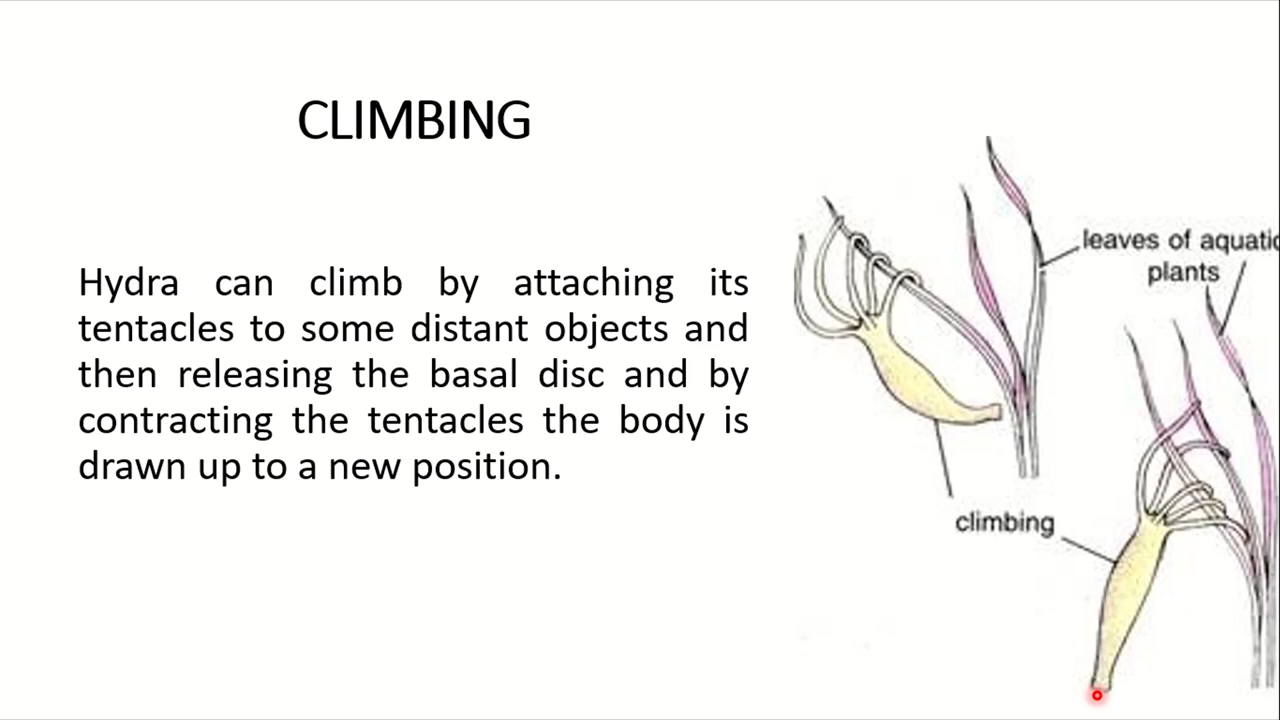 CLIMBING
Hydra can climb by attaching its
tentacles to some distant objects and
then releasing the basal disc and by
contracting the tentacles the body is
drawn up to a new position.
leaves of aquatic
plants
climbing